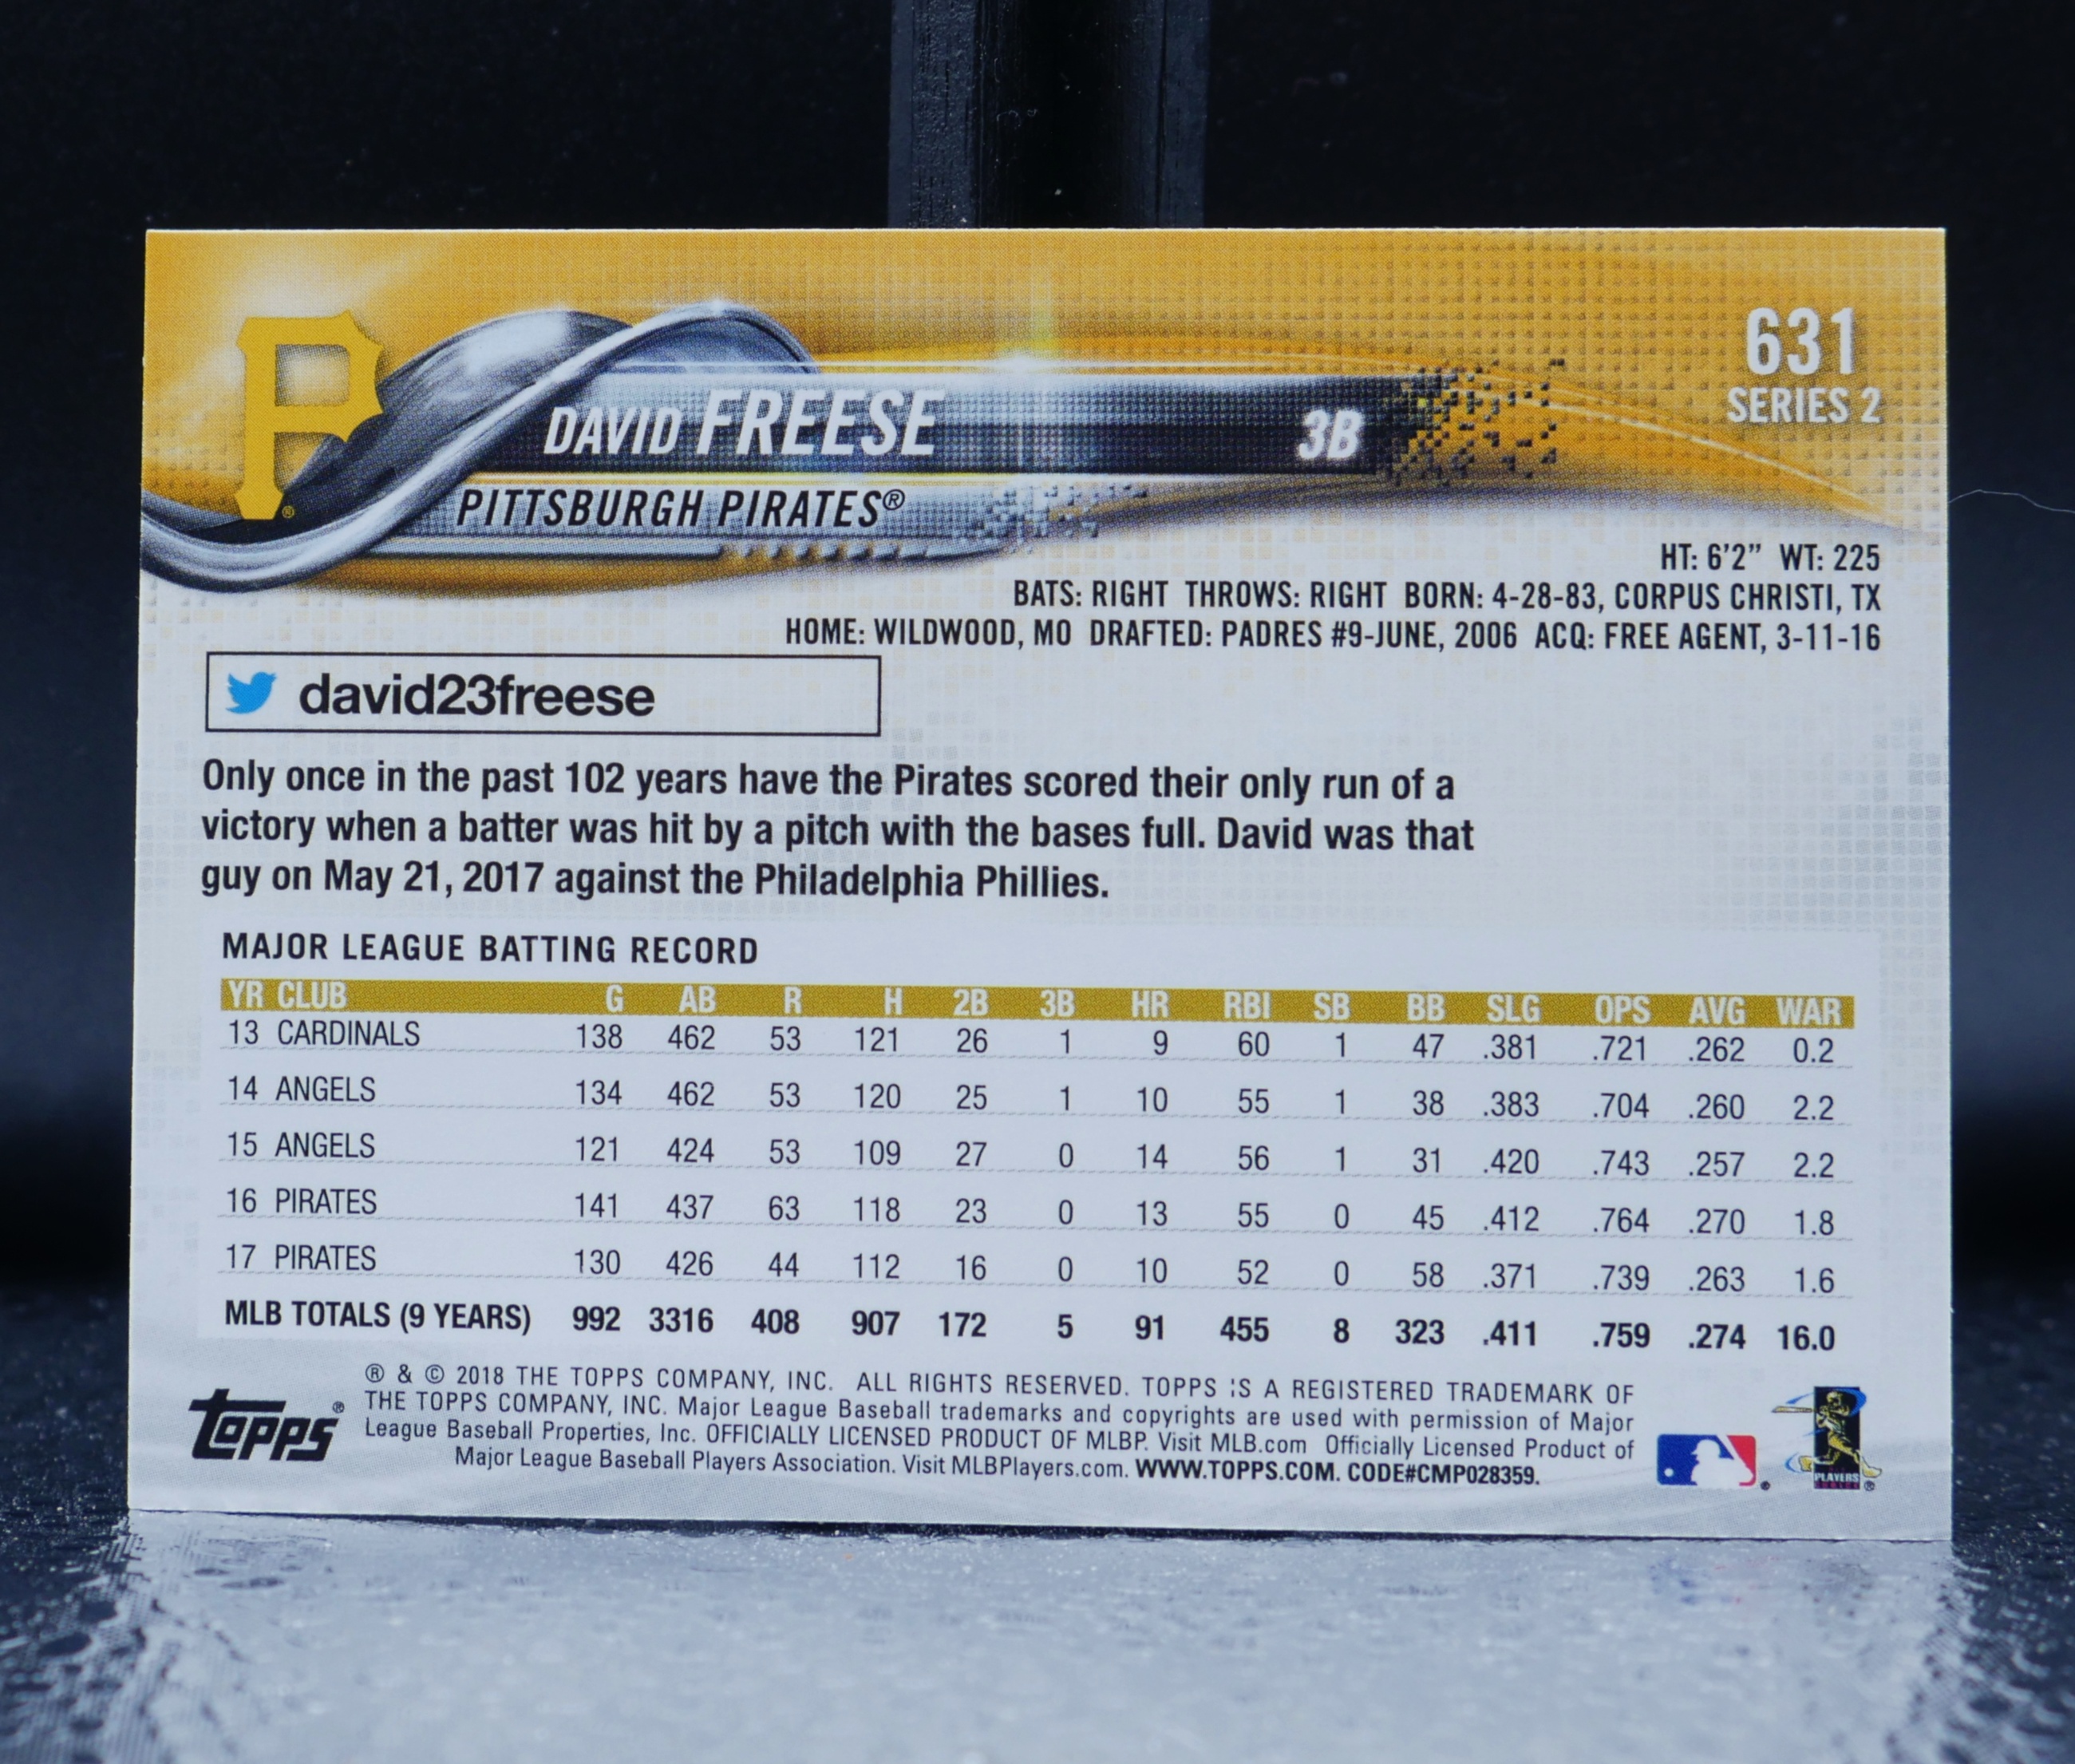 P
DAVID FREESE 3B
PITTSBURGH PIRATES®
631
SERIES 2
HT: 6'2” WT: 225
BATS: RIGHT THROWS: RIGHT BORN: 4-28-83, CORPUS CHRISTI, TX
HOME: WILDWOOD, MO DRAFTED: PADRES #9-JUNE, 2006 ACQ: FREE AGENT, 3-11-16
david23freese
Only once in the past 102 years have the Pirates scored their only run of a
victory when a batter was hit by a pitch with the bases full. David was that
guy on May 21, 2017 against the Philadelphia Phillies.
MAJOR LEAGUE BATTING RECORD
YR CLUB G AB R H 2B 3B HR RBI SB BB SLG OPS AVG WAR
13 CARDINALS 138 462 53 121 26 1 9 60 1 47 .381 .721 .262 0.2
14 ANGELS 134 462 53 120 25 1 10 55 1 38 .383 .704 .260 2.2
15 ANGELS 121 424 53 109 27 0 14 56 1 31 .420 .743 .257 2.2
16 PIRATES 141 437 63 118 23 0 13 55 0 45 .412 .764 .270 1.8
17 PIRATES 130 426 44 112 16 0 10 52 0 58 .371 .739 .263 1.6
MLB TOTALS (9 YEARS) 992 3316 408 907 172 5 91 455 8 323 .411 .759 .274 16.0
topps®
® & © 2018 THE TOPPS COMPANY, INC. ALL RIGHTS RESERVED. TOPPS IS A REGISTERED TRADEMARK OF
THE TOPPS COMPANY, INC. Major League Baseball trademarks and copyrights are used with permission of Major
League Baseball Properties, Inc. OFFICIALLY LICENSED PRODUCT OF MLBP. Visit MLB.com Officially Licensed Product of
Major League Baseball Players Association. Visit MLBPlayers.com. WWW.TOPPS.COM. CODE#CMP028359.
PLAYERS
CHOICE